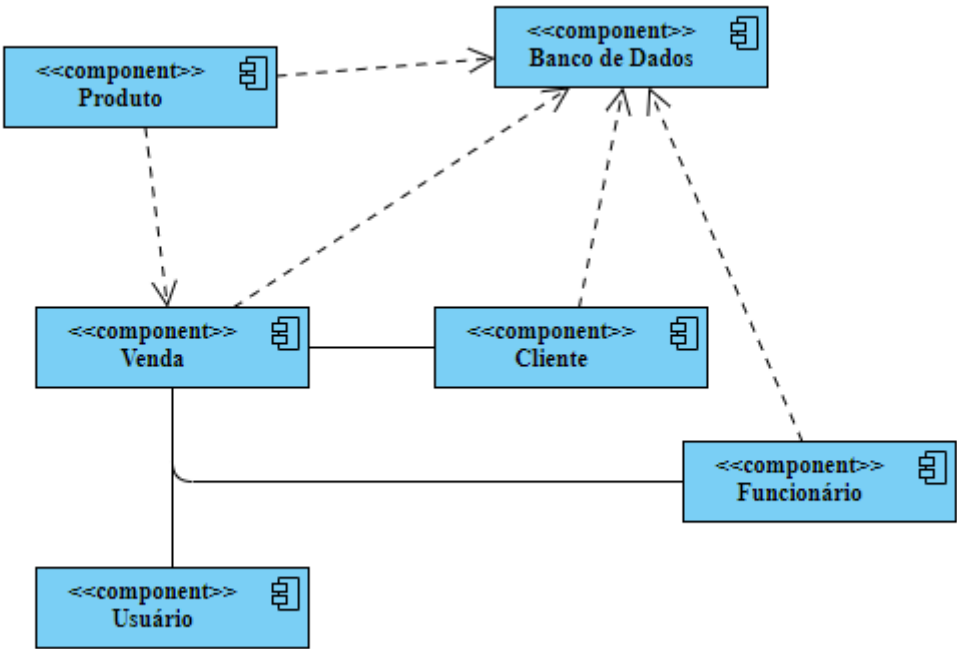 <<component>>
Banco de Dados
<<component>>
Produto
<<component>>
Venda
<<component>>
Cliente
<<component>>
Funcionário
<<component>>
Usuário